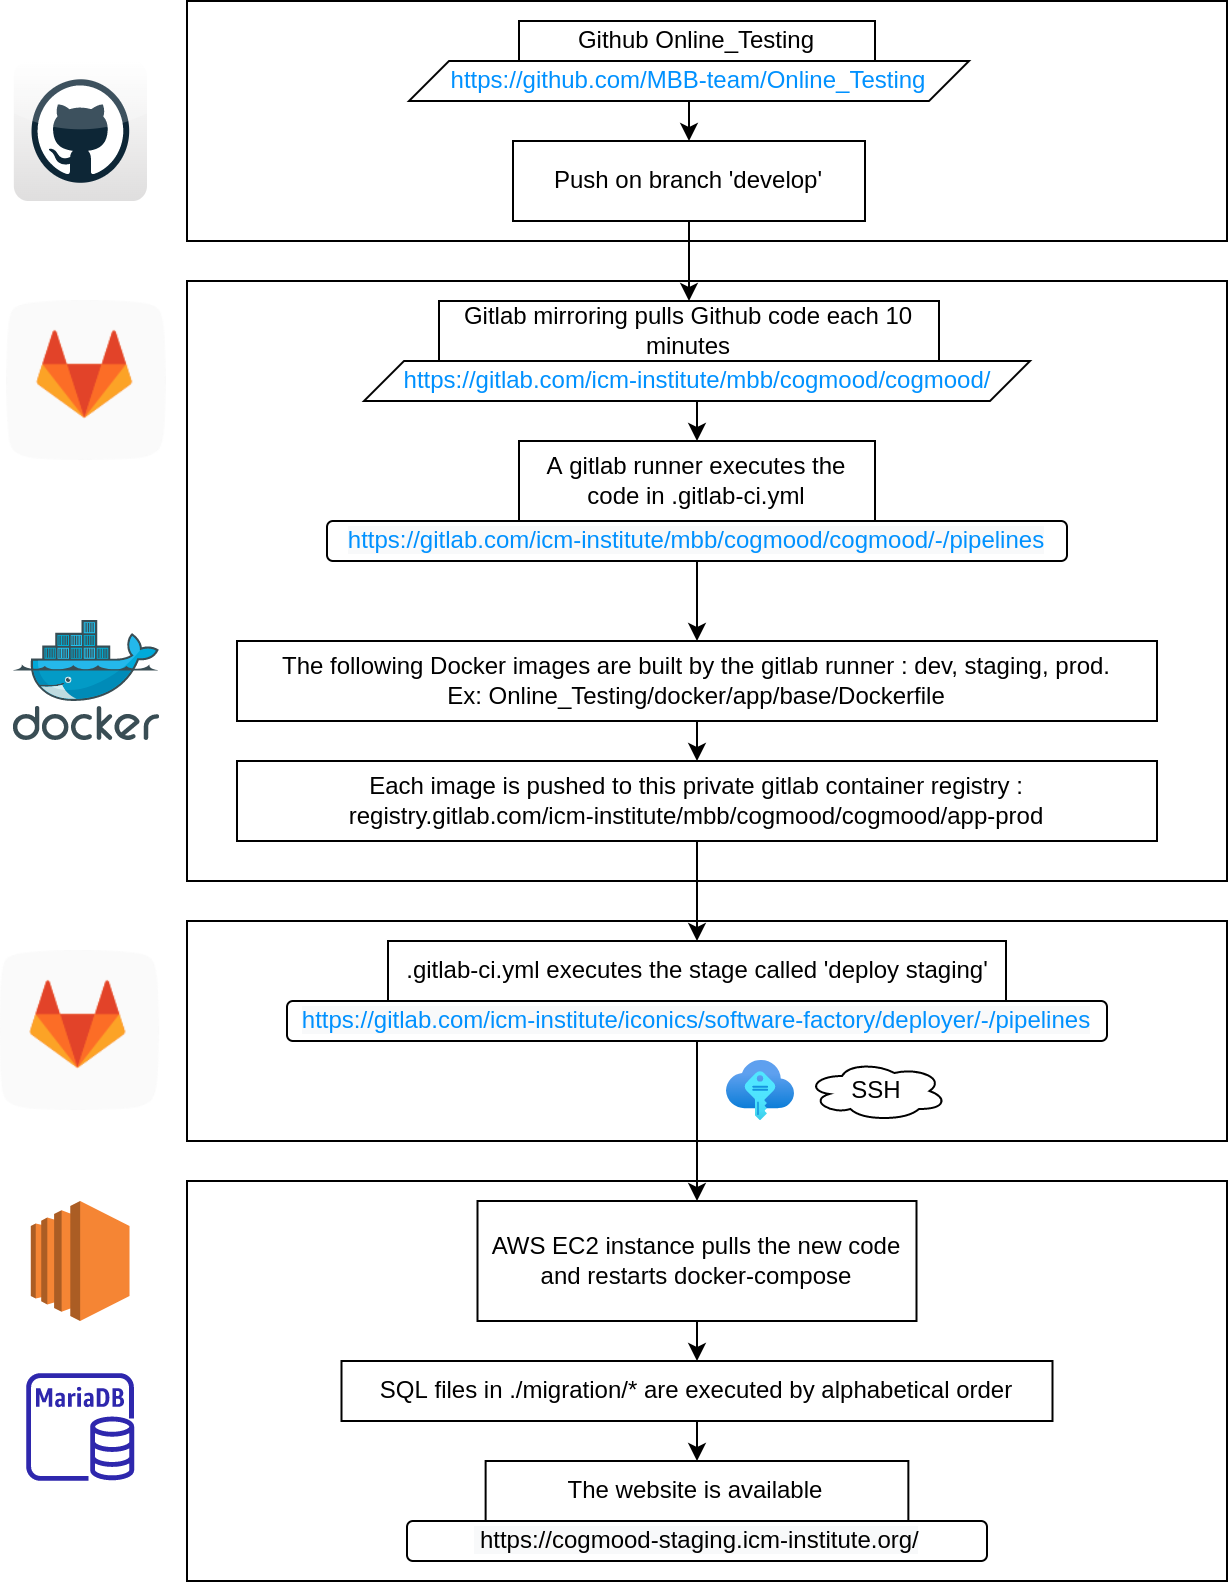 Github Online_Testing
https://github.com/MBB-team/Online_Testing
Push on branch 'develop'
Gitlab mirroring pulls Github code each 10
minutes
https://gitlab.com/icm-institute/mbb/cogmood/cogmood/
A gitlab runner executes the
code in .gitlab-ci.yml
https://gitlab.com/icm-institute/mbb/cogmood/cogmood/-/pipelines
docker
The following Docker images are built by the gitlab runner : dev, staging, prod.
Ex: Online_Testing/docker/app/base/Dockerfile
Each image is pushed to this private gitlab container registry :
registry.gitlab.com/icm-institute/mbb/cogmood/cogmood/app-prod
.gitlab-ci.yml executes the stage called 'deploy staging'
https://gitlab.com/icm-institute/iconics/software-factory/deployer/-/pipelines
SSH
AWS EC2 instance pulls the new code
and restarts docker-compose
MariaDB
SQL files in ./migration/* are executed by alphabetical order
The website is available
https://cogmood-staging.icm-institute.org/